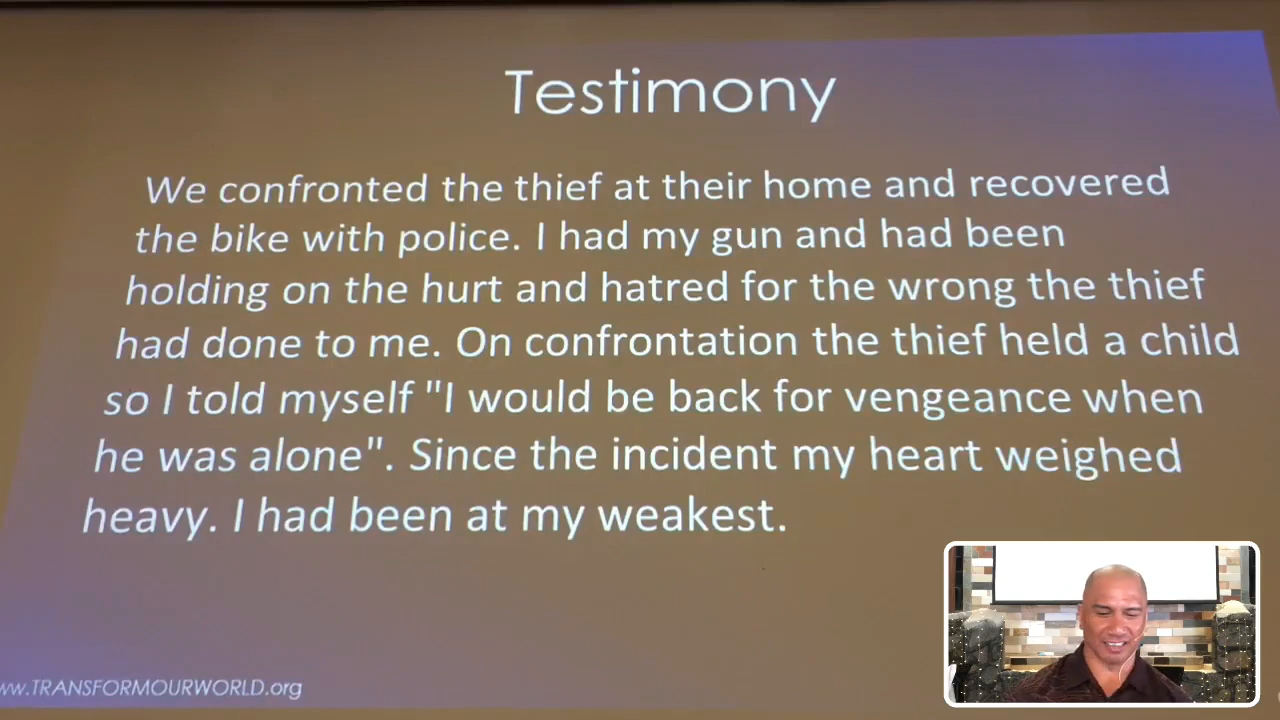 Testimony
We confronted the thief at their home and recovered
the bike with police. I had my gun and had been
holding on the hurt and hatred for the wrong the thief
had done to me. On confrontation the thief held a child
so I told myself "I would be back for vengeance when
he was alone". Since the incident my heart weighed
heavy. I had been at my weakest.
ww.TRANSFORMOURWORLD.org